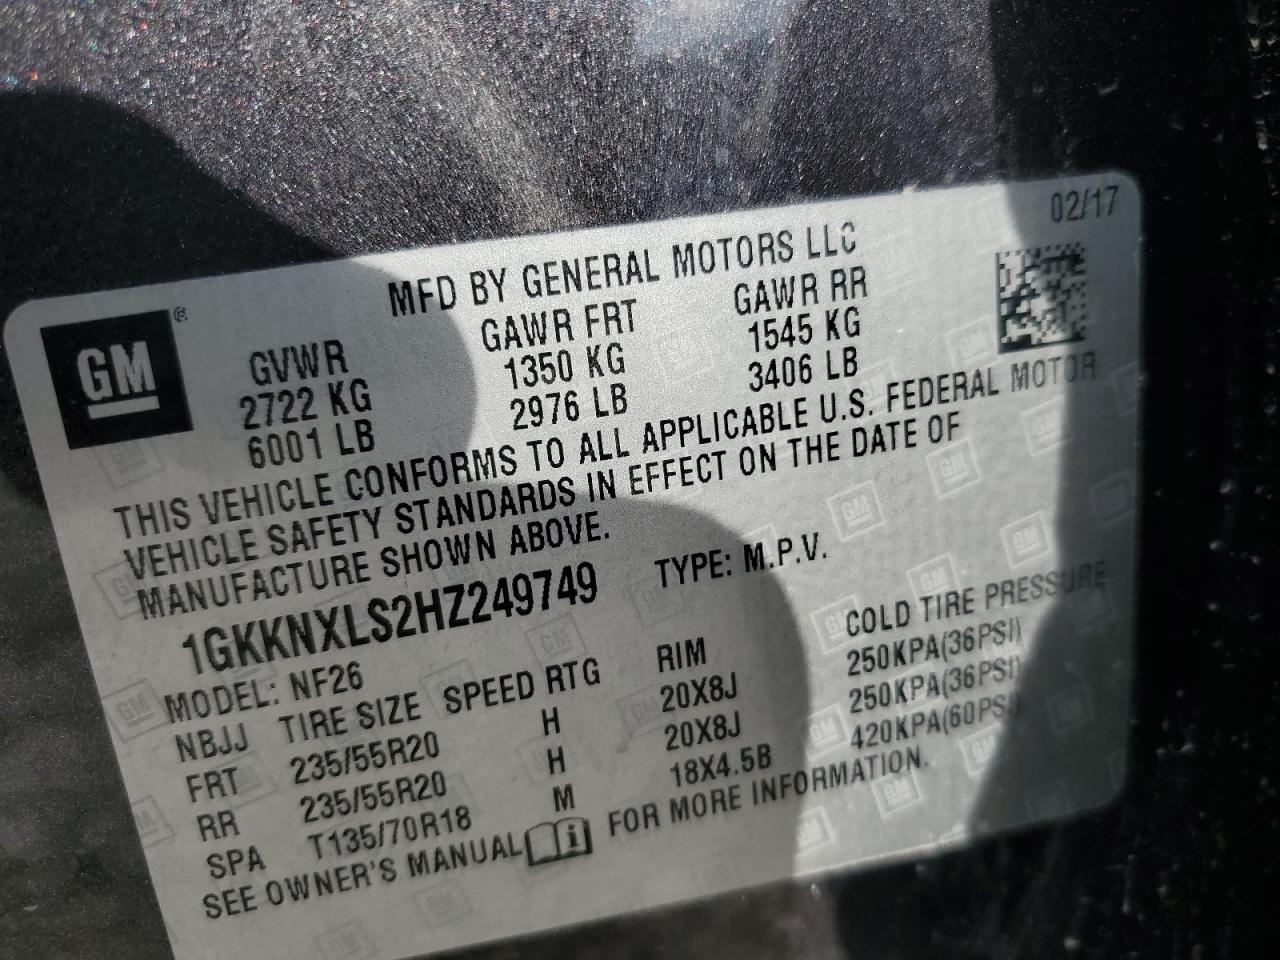 02/17
MFD BY GENERAL MOTORS LLC
GM ®
GVWR GAWR FRT GAWR RR
2722 KG 1350 KG 1545 KG
6001 LB 2976 LB 3406 LB
THIS VEHICLE CONFORMS TO ALL APPLICABLE U.S. FEDERAL MOTOR
VEHICLE SAFETY STANDARDS IN EFFECT ON THE DATE OF
MANUFACTURE SHOWN ABOVE.
1GKKNXLS2HZ249749 TYPE: M.P.V.
MODEL: NF26
NBJJ TIRE SIZE SPEED RTG RIM COLD TIRE PRESSURE
FRT 235/55R20 H 20X8J 250KPA(36PSI)
RR 235/55R20 H 20X8J 250KPA(36PSI)
SPA T135/70R18 M 18X4.5B 420KPA(60PSI)
SEE OWNER'S MANUAL i FOR MORE INFORMATION.